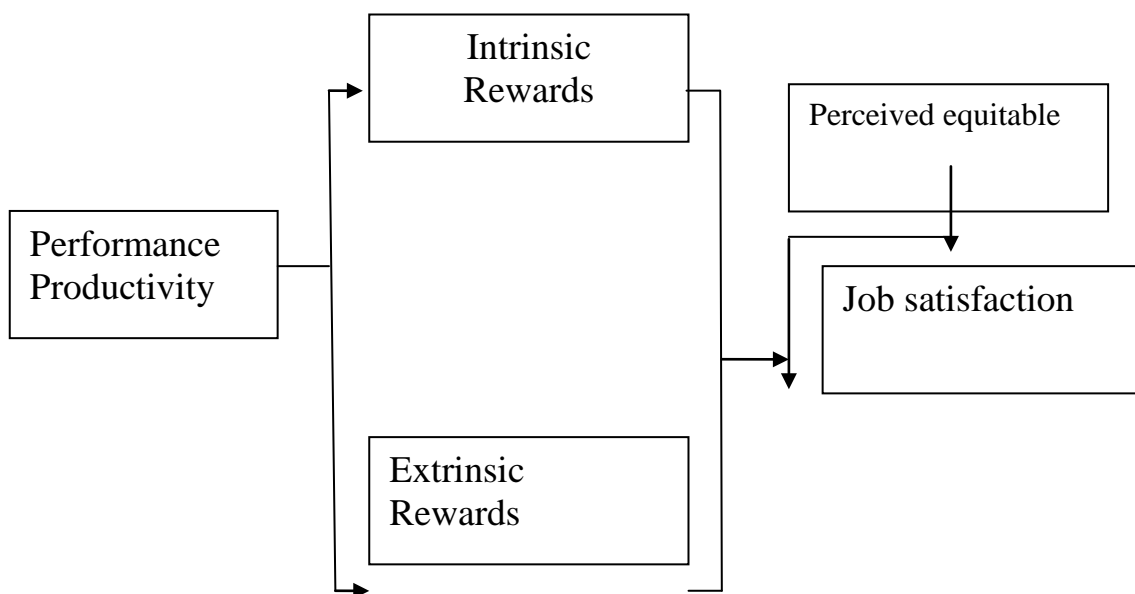 Intrinsic
Rewards
Perceived equitable
Performance
Productivity
Job satisfaction
Extrinsic
Rewards